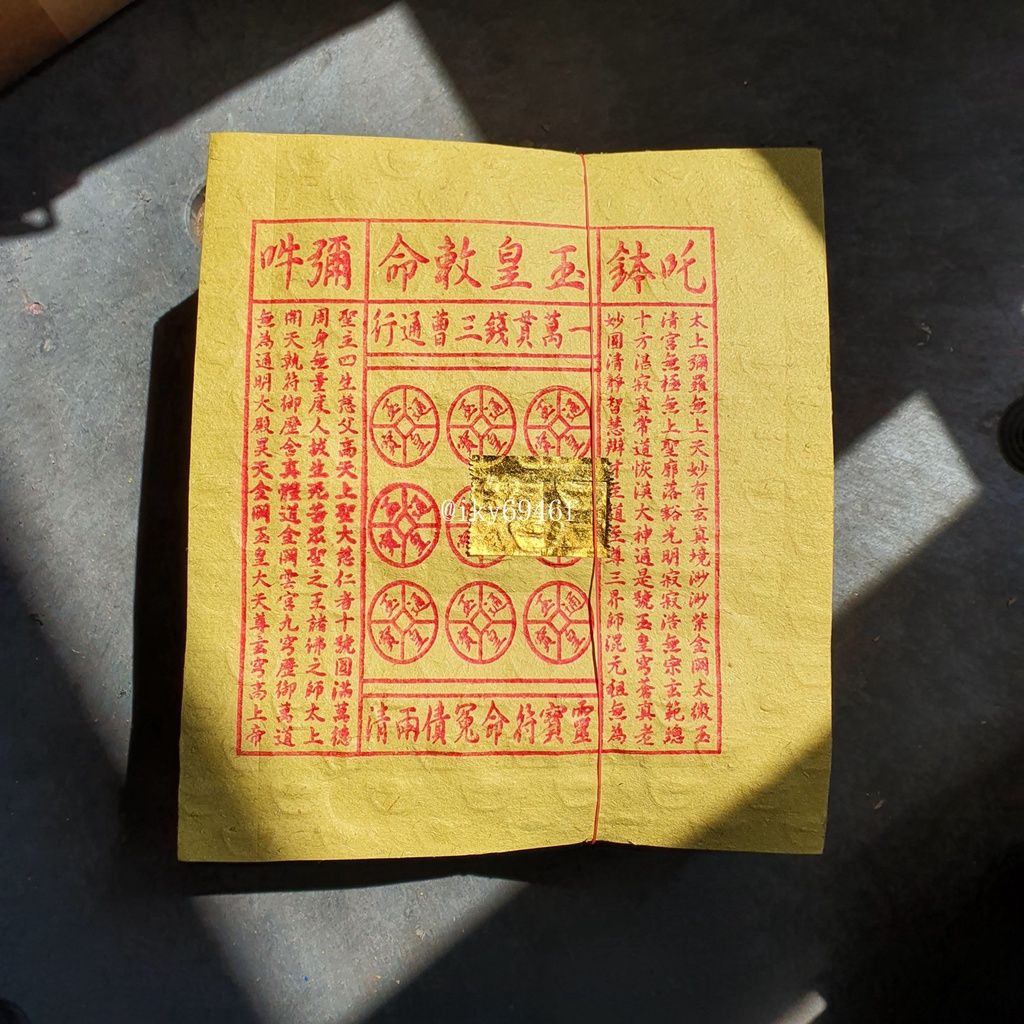 吒鉢
玉皇敕命
彌吽
太上彌羅無上天妙有玄真境渺渺紫金闕太微玉
清宮無極無上聖廓落豁光明寂寂浩無宗玄範總
十方湛寂真常道恢漠大神通是號玉皇穹蒼真老
妙圓清靜智慧辯才至道至尊三界師混元祖無為
一萬貫錢三曹通行
@iky69461
靈寶符命冤債兩清
聖主四生慈父高天上聖大慈仁者十號圓滿萬德
周身無量度人拔生死苦眾聖之王諸佛之師太上
開天執符御歷含真體道金闕雲宮九穹歷御萬道
無為通明大殿昊天金闕玉皇大天尊玄穹高上帝